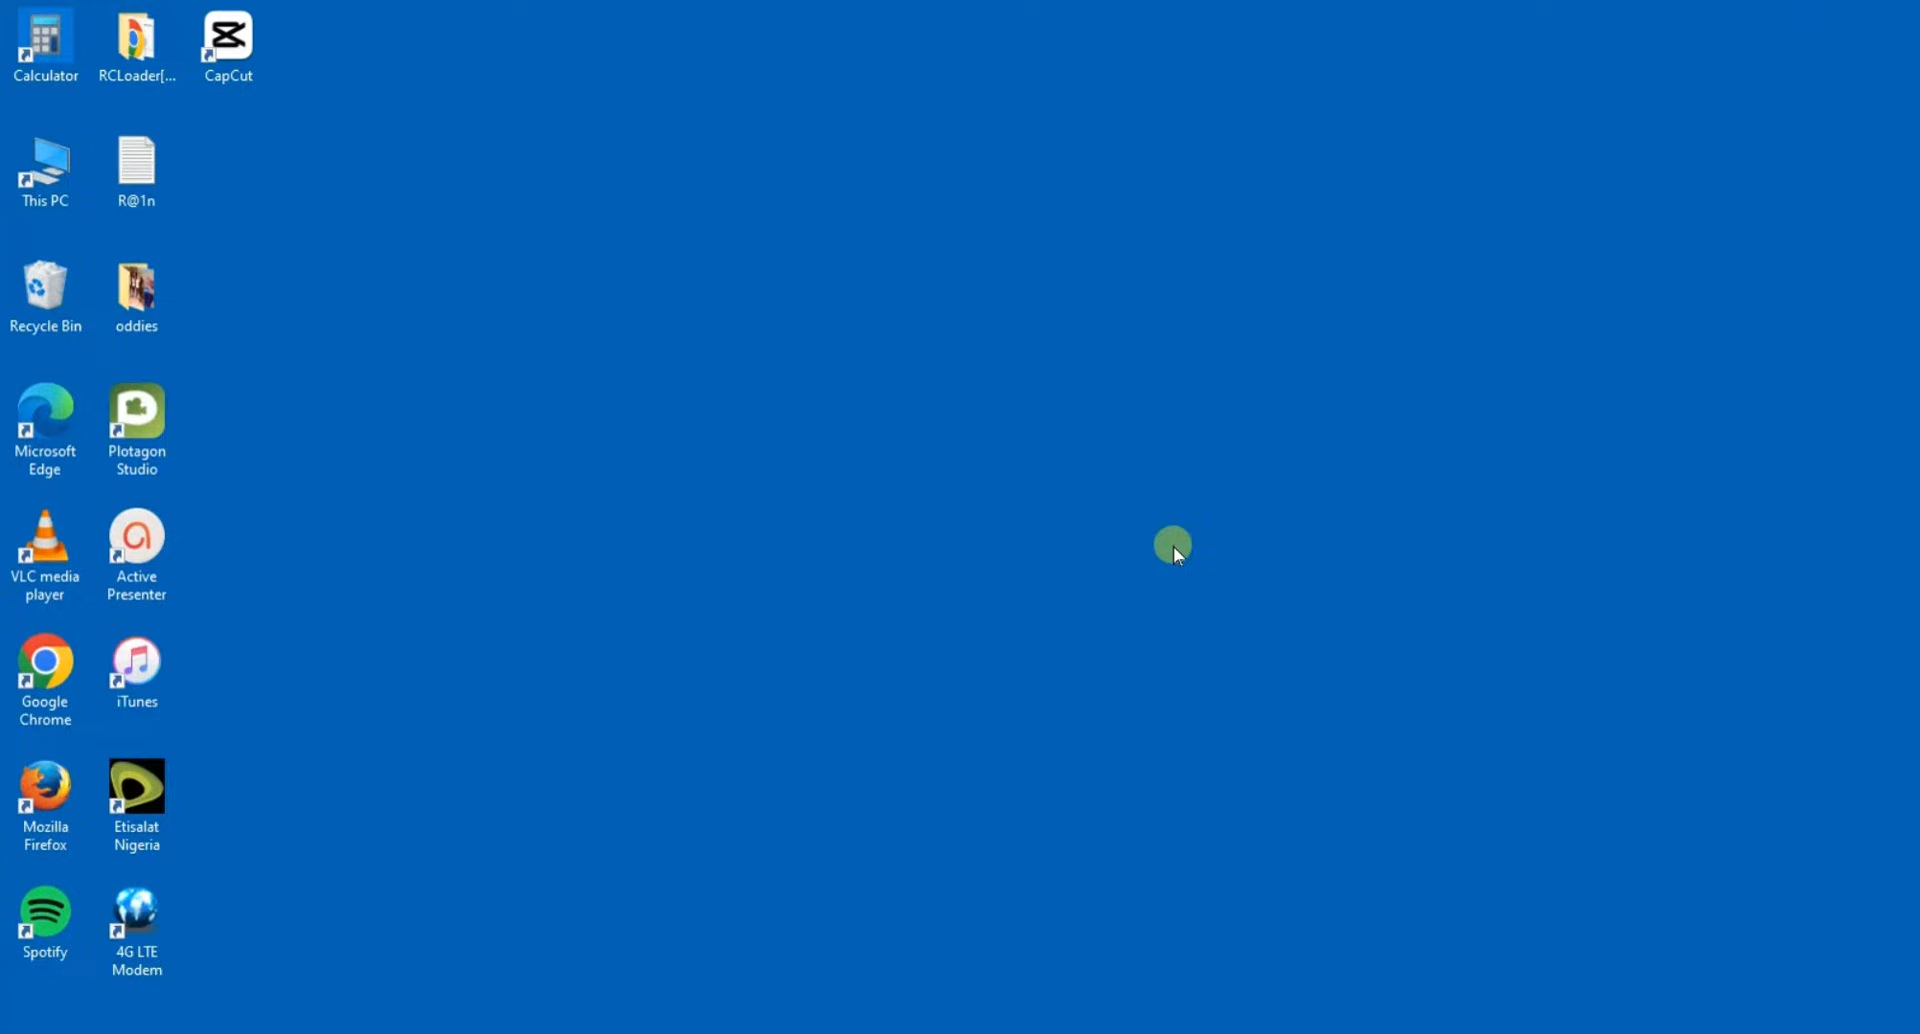 Calculator
RCLoader[...
CapCut
This PC
R@1n
Recycle Bin
oddies
Microsoft
Edge
Plotagon
Studio
VLC media
player
Active
Presenter
Google
Chrome
iTunes
Mozilla
Firefox
Etisalat
Nigeria
Spotify
4G LTE
Modem